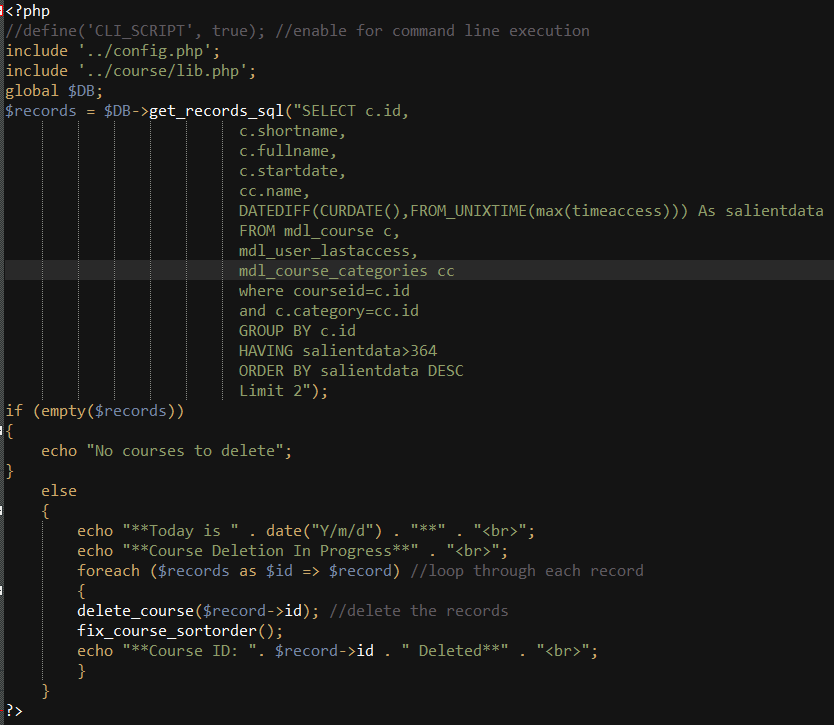 <?php
//define('CLI_SCRIPT', true); //enable for command line execution
include '../config.php';
include '../course/lib.php';
global $DB;
$records = $DB->get_records_sql("SELECT c.id,
c.shortname,
c.fullname,
c.startdate,
cc.name,
DATEDIFF(CURDATE(),FROM_UNIXTIME(max(timeaccess))) As salientdata
FROM mdl_course c,
mdl_user_lastaccess,
mdl_course_categories cc
where courseid=c.id
and c.category=cc.id
GROUP BY c.id
HAVING salientdata>364
ORDER BY salientdata DESC
Limit 2");
if (empty($records))
{
echo "No courses to delete";
}
else
{
echo "**Today is " . date("Y/m/d") . "**" . "<br>";
echo "**Course Deletion In Progress**" . "<br>";
foreach ($records as $id => $record) //loop through each record
{
delete_course($record->id); //delete the records
fix_course_sortorder();
echo "**Course ID: ". $record->id . " Deleted**" . "<br>";
}
}
?>